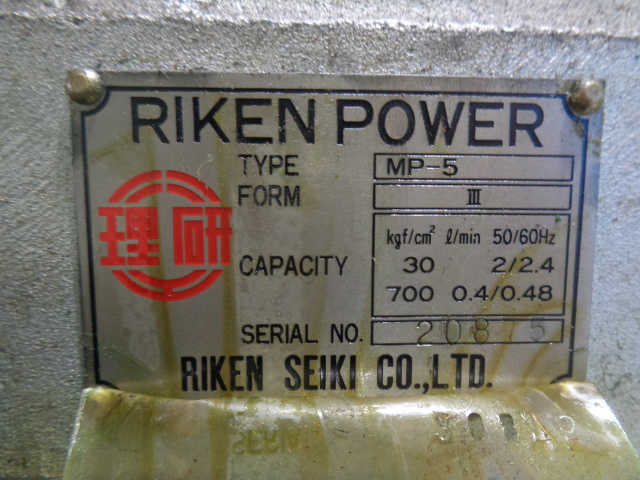 RIKEN POWER
TYPE MP-5
FORM III
理研
kgf/cm² ℓ/min 50/60Hz
CAPACITY 30 2/2.4
700 0.4/0.48
SERIAL NO.
RIKEN SEIKI CO.,LTD.